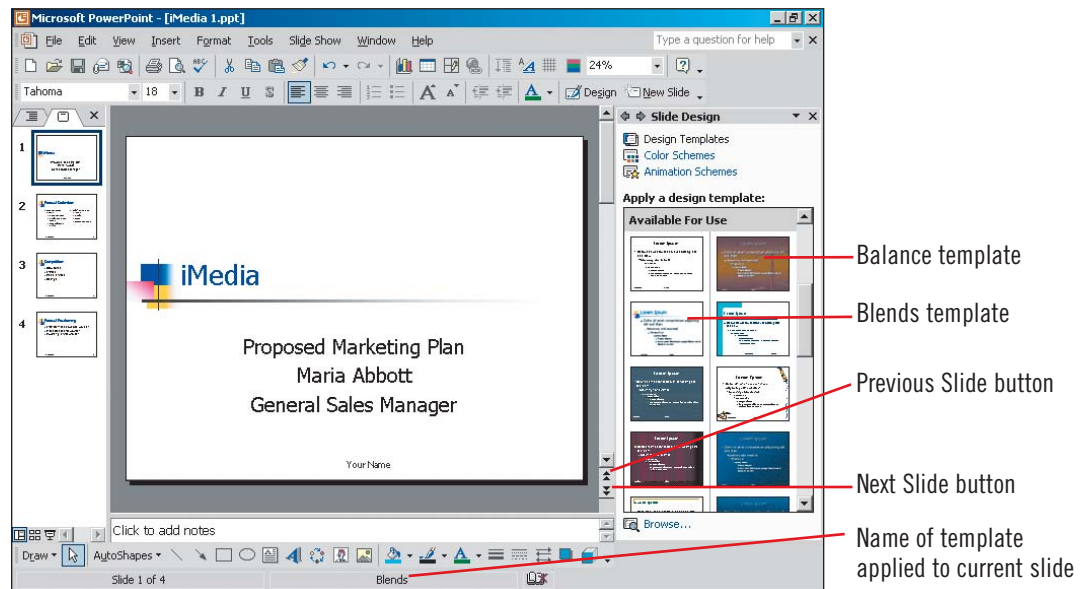 Microsoft PowerPoint - [iMedia 1.ppt]
File Edit View Insert Format Tools Slide Show Window Help
Type a question for help
24%
Tahoma 18 B I U S Design New Slide
Slide Design
Design Templates
Color Schemes
Animation Schemes
Apply a design template:
Available For Use
1
2
3
4
iMedia
Proposed Marketing Plan
Maria Abbott
General Sales Manager
Your Name
Browse...
Click to add notes
Draw AutoShapes
Slide 1 of 4 Blends
Balance template
Blends template
Previous Slide button
Next Slide button
Name of template
applied to current slide